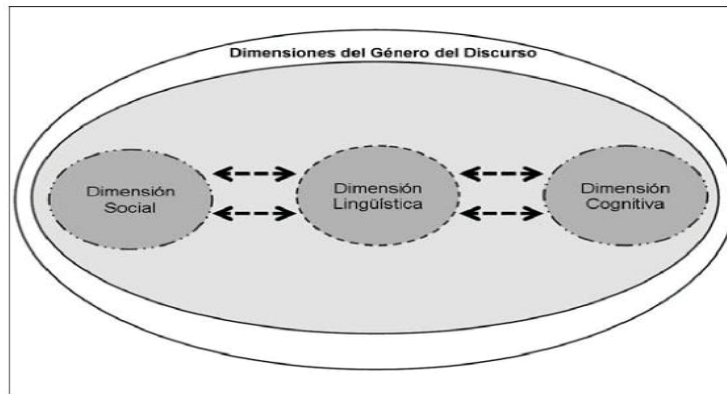 Dimensiones del Género del Discurso
Dimensión
Social
Dimensión
Lingüística
Dimensión
Cognitiva